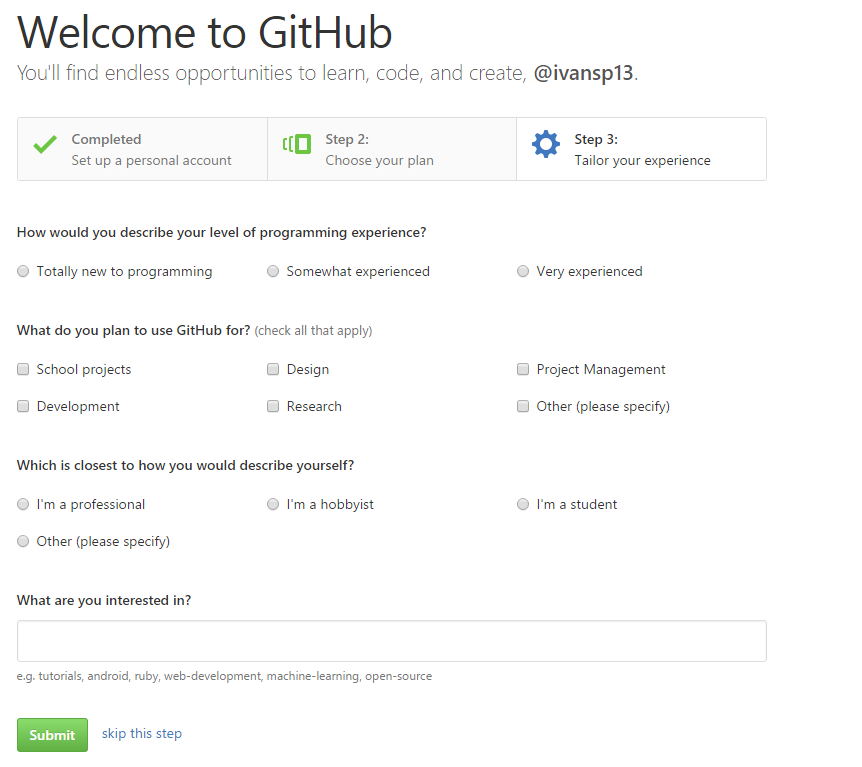 Welcome to GitHub
You'll find endless opportunities to learn, code, and create, @ivansp13.
Completed
Set up a personal account
Step 2:
Choose your plan
Step 3:
Tailor your experience
How would you describe your level of programming experience?
Totally new to programming
Somewhat experienced
Very experienced
What do you plan to use GitHub for? (check all that apply)
School projects
Design
Project Management
Development
Research
Other (please specify)
Which is closest to how you would describe yourself?
I'm a professional
I'm a hobbyist
I'm a student
Other (please specify)
What are you interested in?
e.g. tutorials, android, ruby, web-development, machine-learning, open-source
Submit
skip this step